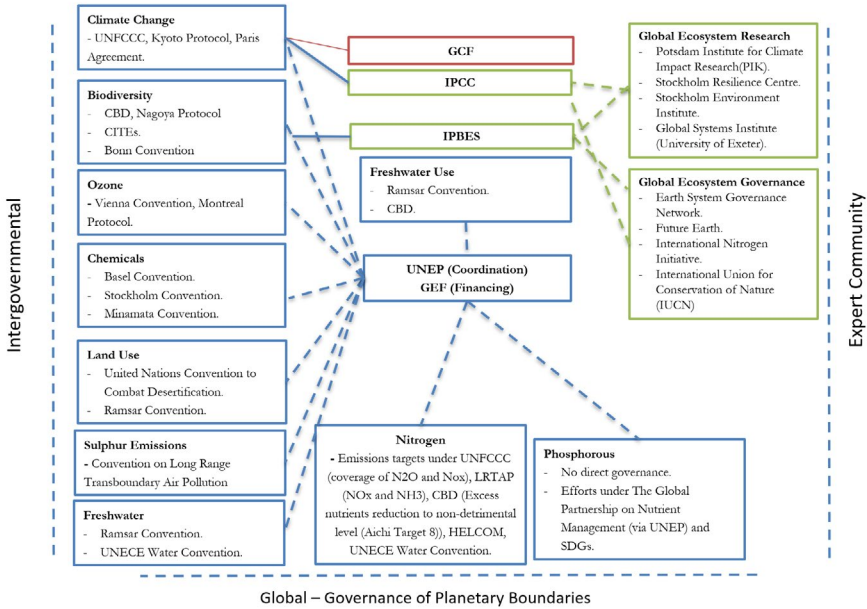 Intergovernmental
Climate Change
- UNFCCC, Kyoto Protocol, Paris
Agreement.
Biodiversity
- CBD, Nagoya Protocol
- CITEs.
- Bonn Convention
Ozone
- Vienna Convention, Montreal
Protocol.
Chemicals
- Basel Convention.
- Stockholm Convention.
- Minamata Convention.
Land Use
- United Nations Convention to
Combat Desertification.
- Ramsar Convention.
Sulphur Emissions
- Convention on Long Range
Transboundary Air Pollution
Freshwater
- Ramsar Convention.
- UNECE Water Convention.
GCF
IPCC
IPBES
Freshwater Use
- Ramsar Convention.
- CBD.
UNEP (Coordination)
GEF (Financing)
Nitrogen
- Emissions targets under UNFCCC
(coverage of N2O and Nox), LRTAP
(NOx and NH3), CBD (Excess
nutrients reduction to non-detrimental
level (Aichi Target 8)), HELCOM,
UNECE Water Convention.
Phosphorous
- No direct governance.
- Efforts under The Global
Partnership on Nutrient
Management (via UNEP) and
SDGs.
Global Ecosystem Research
- Potsdam Institute for Climate
Impact Research(PIK).
- Stockholm Resilience Centre.
- Stockholm Environment
Institute.
- Global Systems Institute
(University of Exeter).
Global Ecosystem Governance
- Earth System Governance
Network.
- Future Earth.
- International Nitrogen
Initiative.
- International Union for
Conservation of Nature
(IUCN)
Expert Community
Global – Governance of Planetary Boundaries